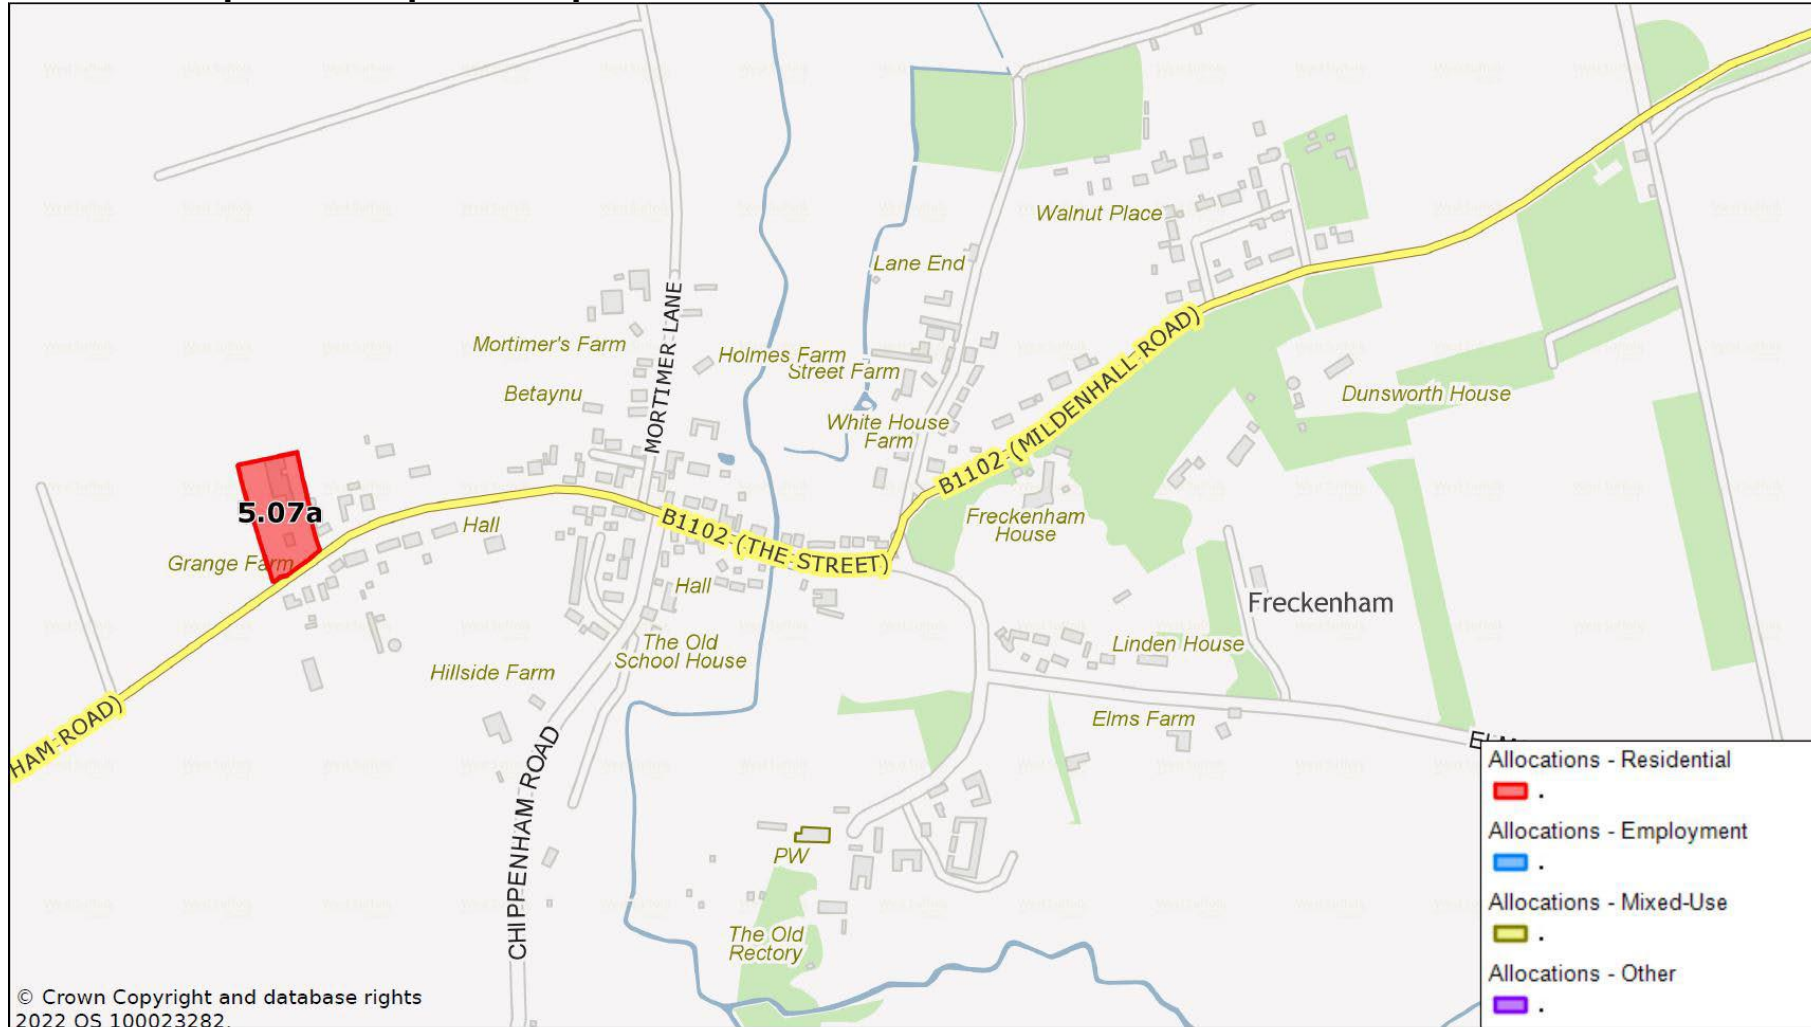 Walnut Place
Lane End
MORTIMER LANE
Mortimer's Farm
Holmes Farm
Street Farm
Betaynu
White House
Farm
B1102 (MILDENHALL ROAD)
Dunsworth House
5.07a
Grange Farm
Hall
B1102 (THE STREET)
Freckenham
House
Hall
Freckenham
The Old
School House
Linden House
Hillside Farm
HAM ROAD)
CHIPPENHAM ROAD
Elms Farm
PW
The Old
Rectory
Allocations - Residential
.
Allocations - Employment
.
Allocations - Mixed-Use
.
Allocations - Other
.
© Crown Copyright and database rights
2022 OS 100023282.